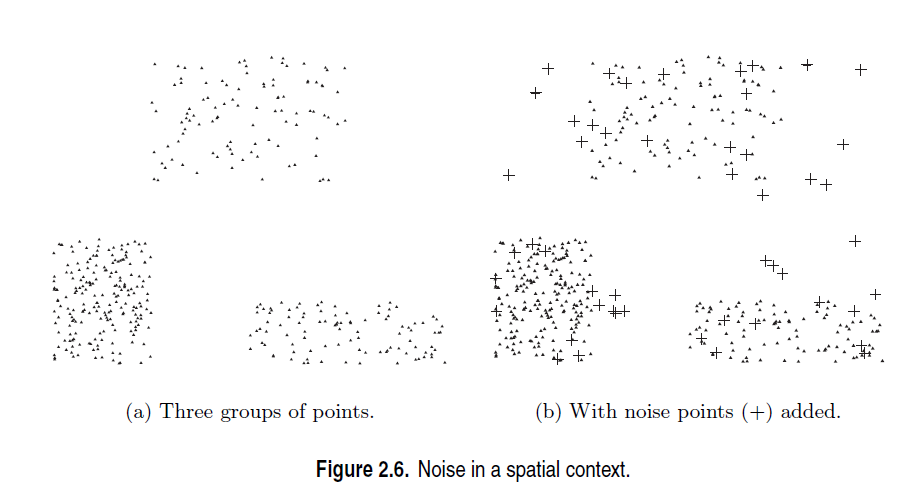 (a) Three groups of points.
(b) With noise points (+) added.
Figure 2.6. Noise in a spatial context.